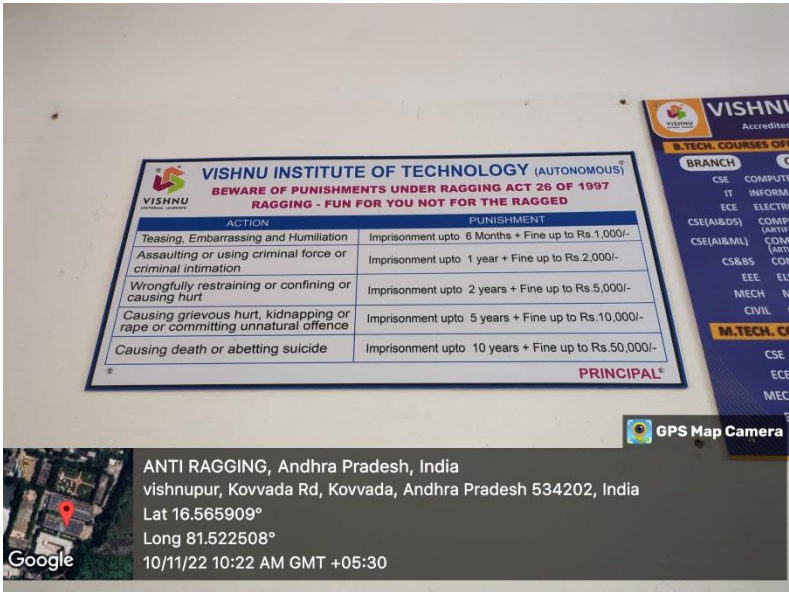 VISHNU
UNIVERSAL LEARNING
VISHNU INSTITUTE OF TECHNOLOGY (AUTONOMOUS)
BEWARE OF PUNISHMENTS UNDER RAGGING ACT 26 OF 1997
RAGGING - FUN FOR YOU NOT FOR THE RAGGED
ACTION PUNISHMENT
Teasing, Embarrassing and Humiliation Imprisonment upto 6 Months + Fine up to Rs.1,000/-
Assaulting or using criminal force or
criminal intimation Imprisonment upto 1 year + Fine up to Rs.2,000/-
Wrongfully restraining or confining or
causing hurt Imprisonment upto 2 years + Fine up to Rs.5,000/-
Causing grievous hurt, kidnapping or
rape or committing unnatural offence Imprisonment upto 5 years + Fine up to Rs.10,000/-
Causing death or abetting suicide Imprisonment upto 10 years + Fine up to Rs.50,000/-
PRINCIPAL
VISHNU
VISHNU
Accredited
B.TECH. COURSES
BRANCH
CSE
IT
ECE
CSE(AI&DS)
CSE(AI&ML)
CS&BS
EEE
MECH
CIVIL
M.TECH.
CSE
ECE
MEC
GPS Map Camera
Google
ANTI RAGGING, Andhra Pradesh, India
vishnupur, Kovvada Rd, Kovvada, Andhra Pradesh 534202, India
Lat 16.565909°
Long 81.522508°
10/11/22 10:22 AM GMT +05:30